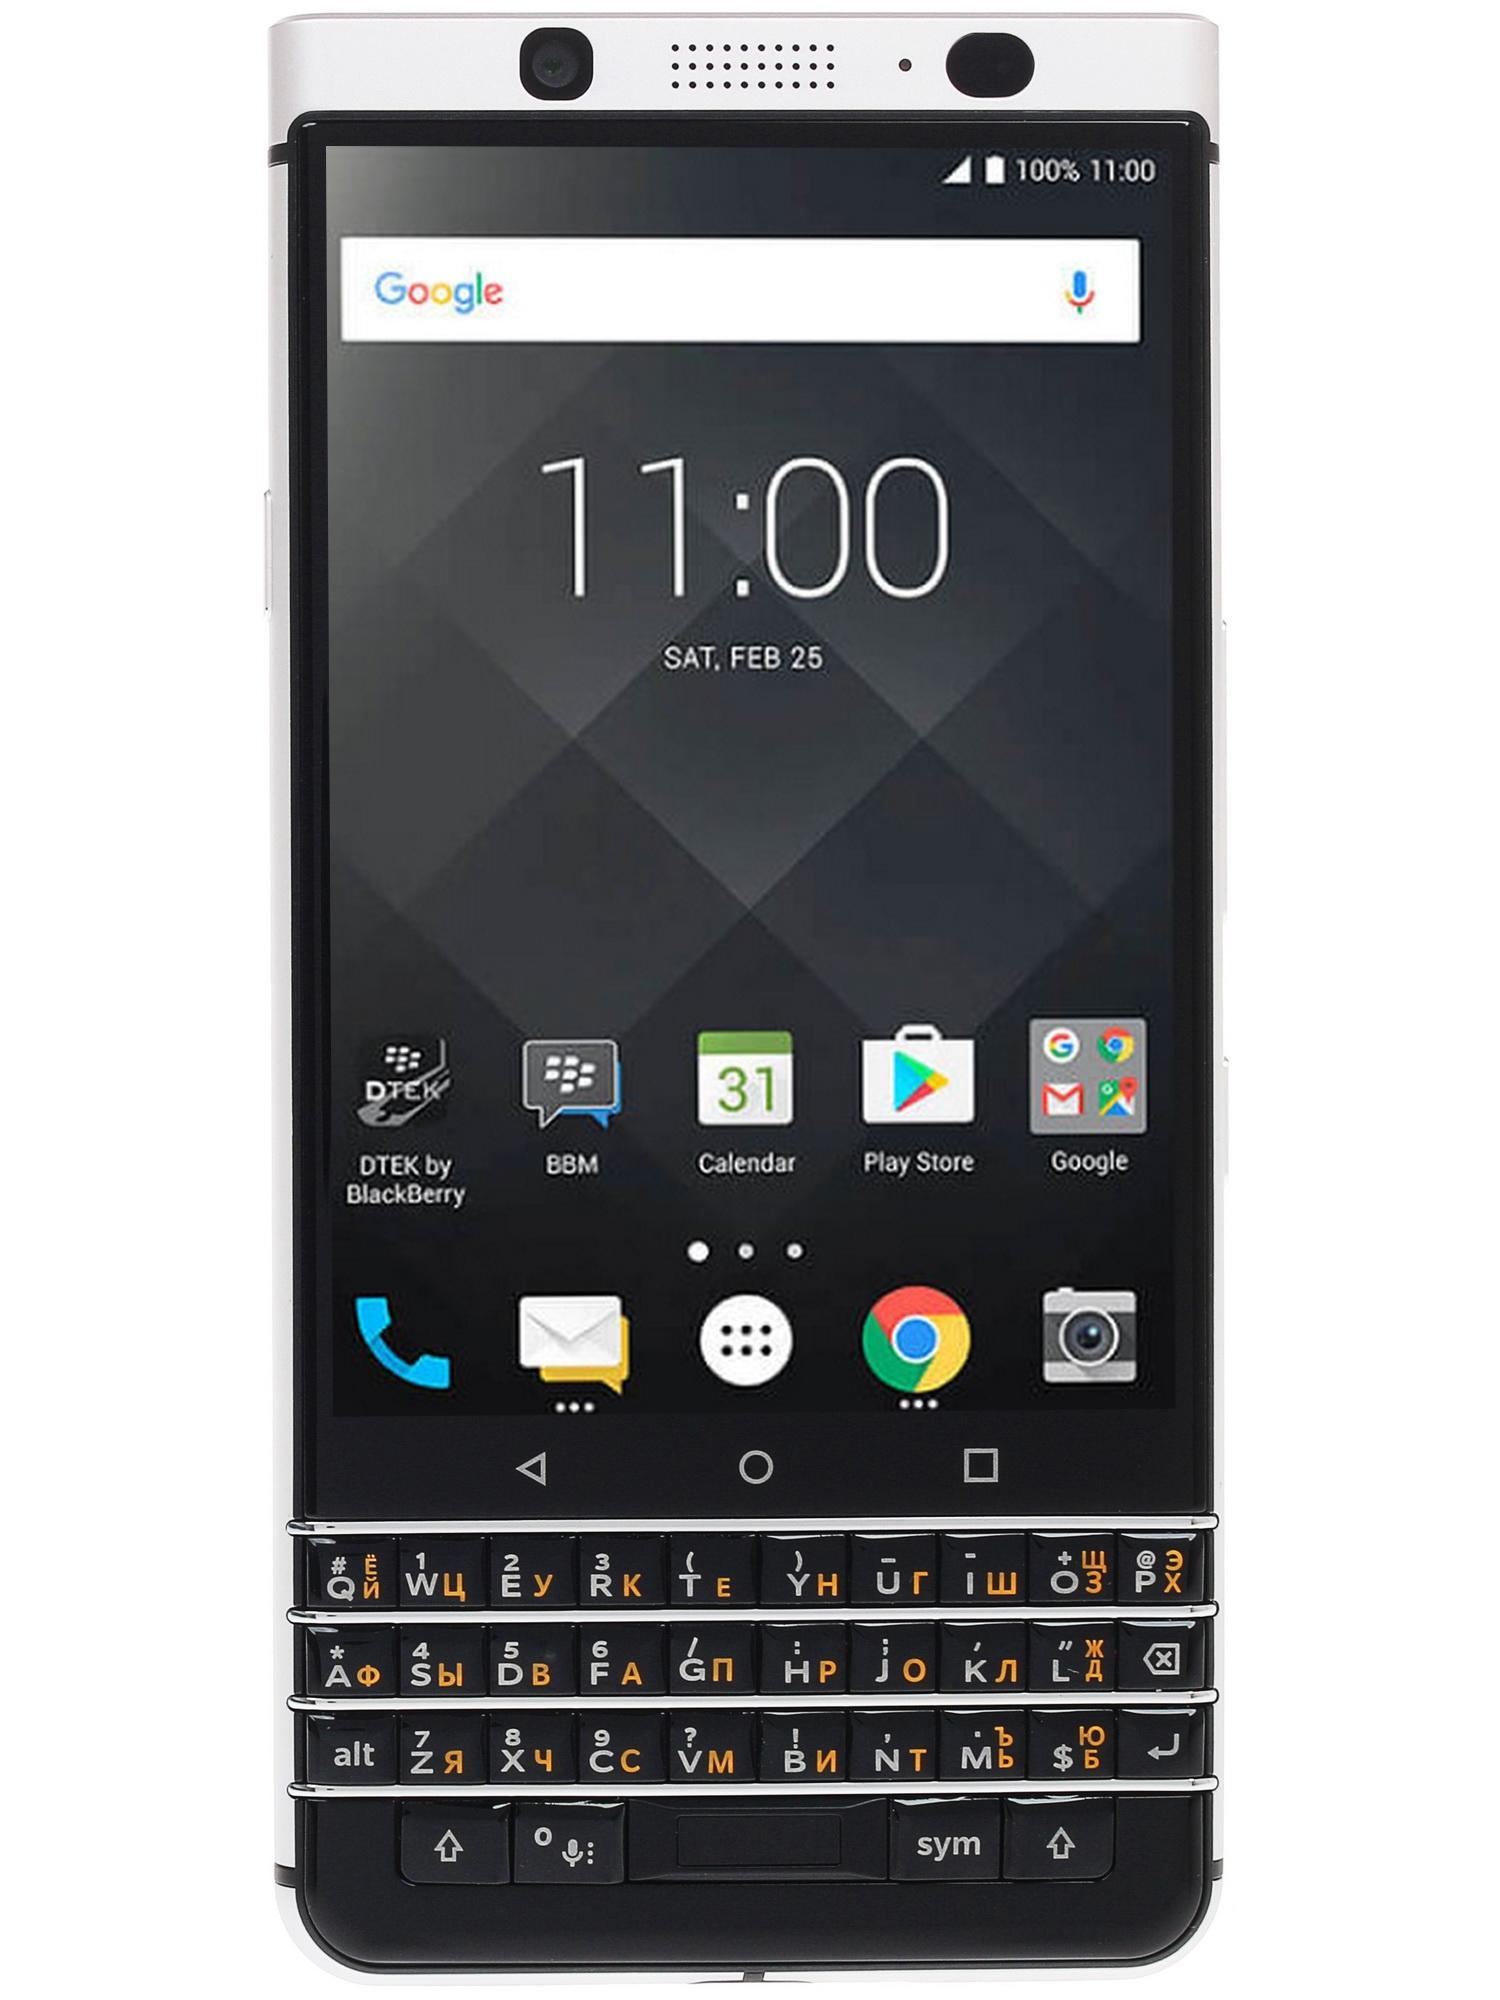 100% 11:00
Google
11:00
SAT, FEB 25
DTEK
31
G
G
DTEK by
BlackBerry
BBM
Calendar
Play Store
Google
# Ё 1 2 3 ( ) _ - + Щ @ Э
Q Й W Ц E У R К T Е Y Н U Г I Ш O З P Х
* 4 5 6 / : ; ' " Ж
A Ф S Ы D В F А G П H Р J О K Л L Д
7 8 9 ? ! , . Ъ Ю
alt Z Я X Ч C С V М B И N Т M Ь $ Б
0 sym